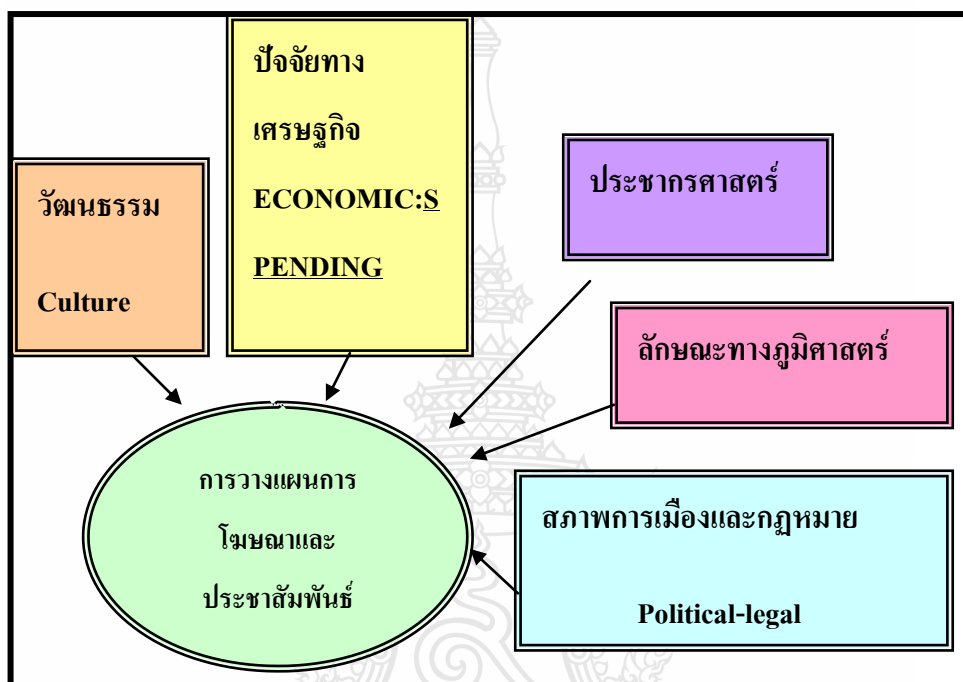 ปัจจัยทาง
เศรษฐกิจ
ECONOMIC:S
PENDING
วัฒนธรรม
Culture
ประชากรศาสตร์
ลักษณะทางภูมิศาสตร์
สภาพการเมืองและกฎหมาย
Political-legal
การวางแผนการ
โฆษณาและ
ประชาสัมพันธ์